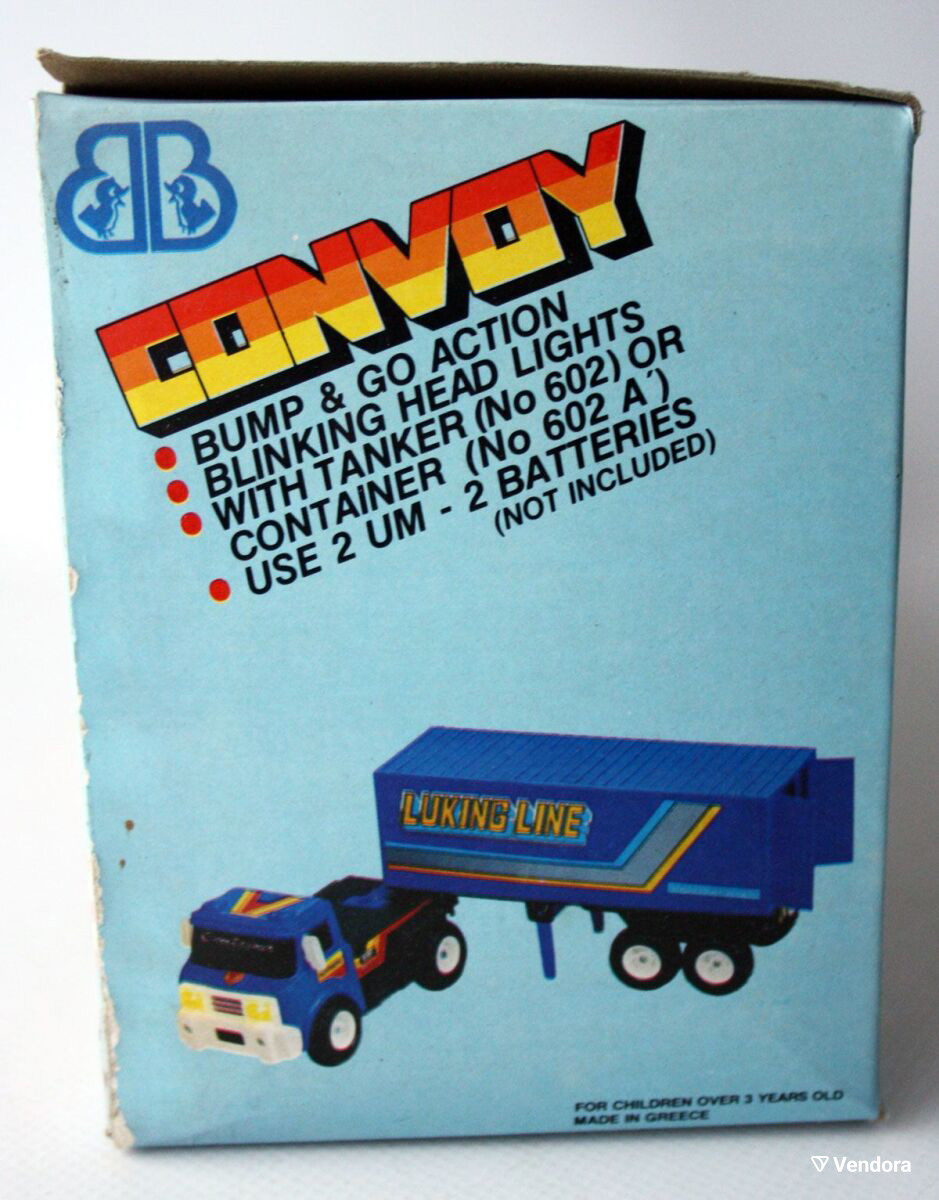 BB
CONVOY
BUMP & GO ACTION
BLINKING HEAD LIGHTS
WITH TANKER (No 602) OR
CONTAINER (No 602 A')
USE 2 UM - 2 BATTERIES
(NOT INCLUDED)
LUKING LINE
FOR CHILDREN OVER 3 YEARS OLD
MADE IN GREECE
Vendora